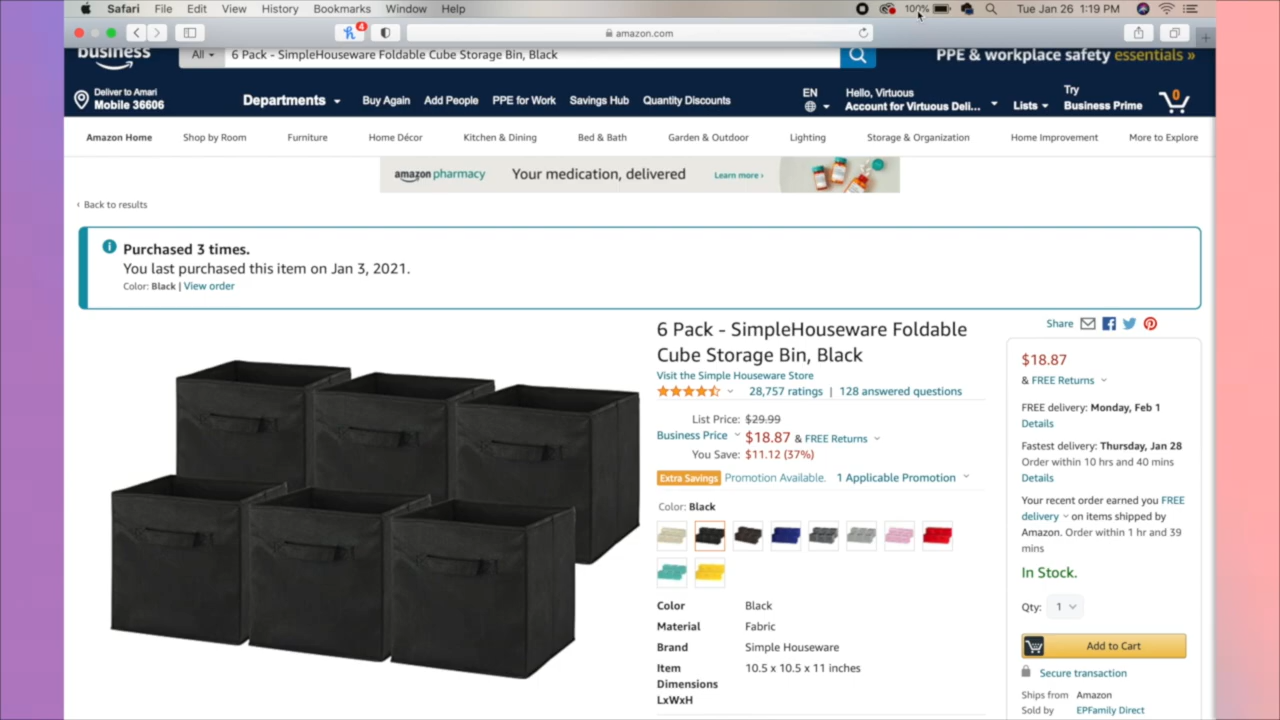 Safari File Edit View History Bookmarks Window Help 100% Tue Jan 26 1:19 PM
4 amazon.com
business All 6 Pack - SimpleHouseware Foldable Cube Storage Bin, Black PPE & workplace safety essentials »
Deliver to Amari
Mobile 36606
Departments Buy Again Add People PPE for Work Savings Hub Quantity Discounts
EN
Hello, Virtuous
Account for Virtuous Deli...
Lists
Try
Business Prime
0
Amazon Home Shop by Room Furniture Home Décor Kitchen & Dining Bed & Bath Garden & Outdoor Lighting Storage & Organization Home Improvement More to Explore
amazon pharmacy Your medication, delivered Learn more ›
‹ Back to results
Purchased 3 times.
You last purchased this item on Jan 3, 2021.
Color: Black | View order
6 Pack - SimpleHouseware Foldable
Cube Storage Bin, Black
Visit the Simple Houseware Store
28,757 ratings | 128 answered questions
List Price: $29.99
Business Price $18.87 & FREE Returns
You Save: $11.12 (37%)
Extra Savings Promotion Available. 1 Applicable Promotion
Color: Black
Color Black
Material Fabric
Brand Simple Houseware
Item 10.5 x 10.5 x 11 inches
Dimensions
LxWxH
Share
$18.87
& FREE Returns
FREE delivery: Monday, Feb 1
Details
Fastest delivery: Thursday, Jan 28
Order within 10 hrs and 40 mins
Details
Your recent order earned you FREE
delivery on items shipped by
Amazon. Order within 1 hr and 39
mins
In Stock.
Qty: 1
Add to Cart
Secure transaction
Ships from Amazon
Sold by EPFamily Direct